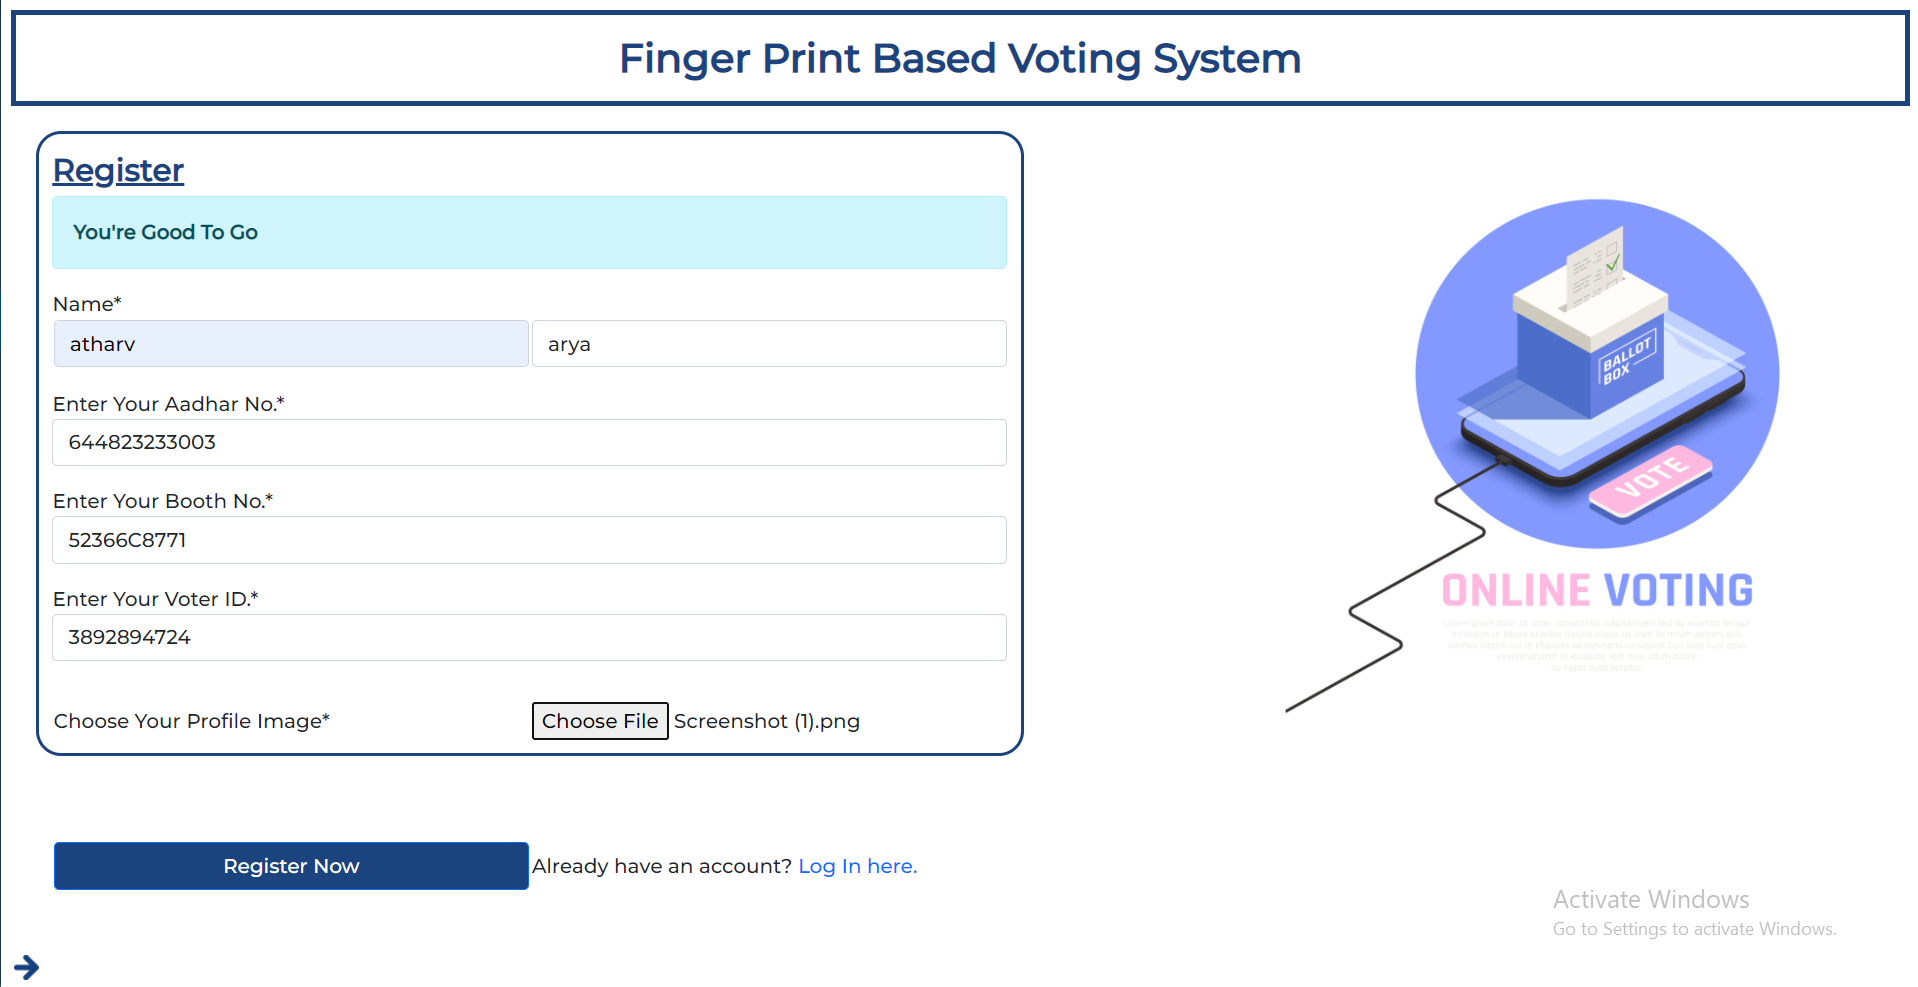 Finger Print Based Voting System
Register
You're Good To Go
Name*
atharv arya
Enter Your Aadhar No.*
644823233003
Enter Your Booth No.*
52366C8771
Enter Your Voter ID.*
3892894724
Choose Your Profile Image* Choose File Screenshot (1).png
Register Now Already have an account? Log In here.
BALLOT
BOX
VOTE
ONLINE VOTING
Activate Windows
Go to Settings to activate Windows.